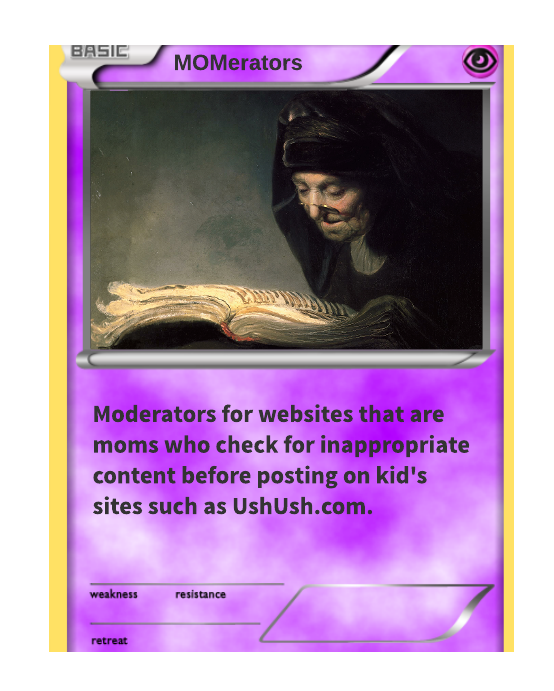 BASIC
MOMerators
Moderators for websites that are
moms who check for inappropriate
content before posting on kid's
sites such as UshUsh.com.
weakness resistance
retreat